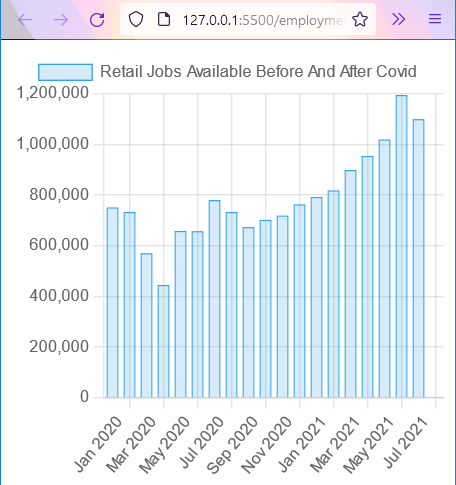 127.0.0.1:5500/employme
Retail Jobs Available Before And After Covid
1,200,000
1,000,000
800,000
600,000
400,000
200,000
0
Jan 2020
Mar 2020
May 2020
Jul 2020
Sep 2020
Nov 2020
Jan 2021
Mar 2021
May 2021
Jul 2021